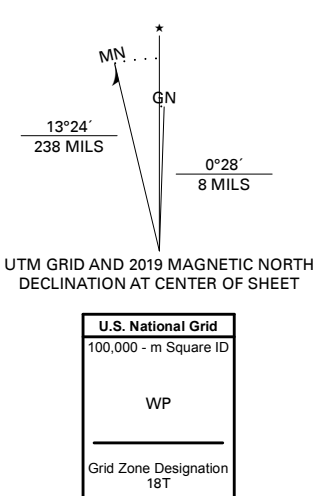 ★
MN
GN
13°24´
238 MILS
0°28´
8 MILS
UTM GRID AND 2019 MAGNETIC NORTH
DECLINATION AT CENTER OF SHEET
U.S. National Grid
100,000 - m Square ID
WP
Grid Zone Designation
18T